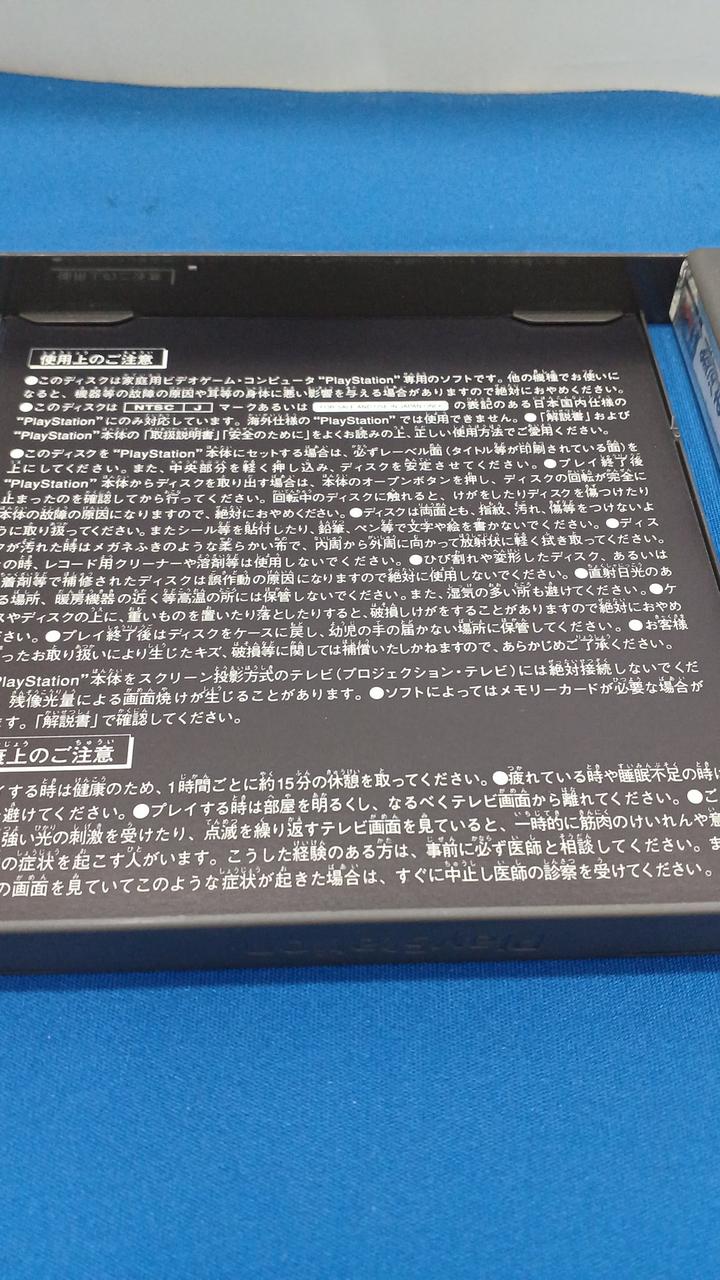 使用上のご注意
●このディスクは家庭用ビデオゲーム・コンピュータ“PlayStation”専用のソフトです。他の機種でお使いに
なると、機器等の故障の原因や耳等の身体に悪い影響を与える場合がありますので絶対におやめください。
●このディスクは NTSC J マークあるいは FOR SALE AND USE IN JAPAN ONLY の表記のある日本国内仕様の
“PlayStation”にのみ対応しています。海外仕様の“PlayStation”では使用できません。●「解説書」および
“PlayStation”本体の「取扱説明書」「安全のために」をよくお読みの上、正しい使用方法でご愛用ください。
●このディスクを“PlayStation”本体にセットする場合は、必ずレーベル面(タイトル等が印刷されている面)を
上にしてください。また、中央部分を軽く押し込み、ディスクを安定させてください。●プレイ終了後
“PlayStation”本体からディスクを取り出す場合は、本体のオープンボタンを押し、ディスクの回転が完全に
止まったのを確認してから行ってください。回転中のディスクに触れると、けがをしたりディスクを傷つけたり
本体の故障の原因になりますので、絶対におやめください。●ディスクは両面とも、指紋、汚れ、傷等をつけないよ
うに取り扱ってください。またシール等を貼付したり、鉛筆、ペン等で文字や絵を書かないでください。●ディス
クが汚れた時はメガネふきのような柔らかい布で、内周から外周に向かって放射状に軽く拭き取ってください。
の時、レコード用クリーナーや溶剤等は使用しないでください。●ひび割れや変形したディスク、あるいは
着剤等で補修されたディスクは誤作動の原因になりますので絶対に使用しないでください。●直射日光のあ
る場所、暖房機器の近く等高温の所には保管しないでください。また、湿気の多い所も避けてください。●ケ
スやディスクの上に、重いものを置いたり落としたりすると、破損しけがをすることがありますので絶対におやめ
ださい。●プレイ終了後はディスクをケースに戻し、幼児の手の届かない場所に保管してください。●お客様
ったお取り扱いにより生じたキズ、破損等に関しては補償いたしかねますので、あらかじめご了承ください。
PlayStation”本体をスクリーン投影方式のテレビ(プロジェクション・テレビ)には絶対接続しないでくだ
残像光量による画面焼けが生じることがあります。●ソフトによってはメモリーカードが必要な場合が
ます。「解説書」で確認してください。
上のご注意
イする時は健康のため、1時間ごとに約15分の休憩を取ってください。●疲れている時や睡眠不足の時は
避けてください。●プレイする時は部屋を明るくし、なるべくテレビ画面から離れてください。●ご
強い光の刺激を受けたり、点滅を繰り返すテレビ画面を見ていると、一時的に筋肉のけいれんや意
の症状を起こす人がいます。こうした経験のある方は、事前に必ず医師と相談してください。ま
の画面を見ていてこのような症状が起きた場合は、すぐに中止し医師の診察を受けてください。